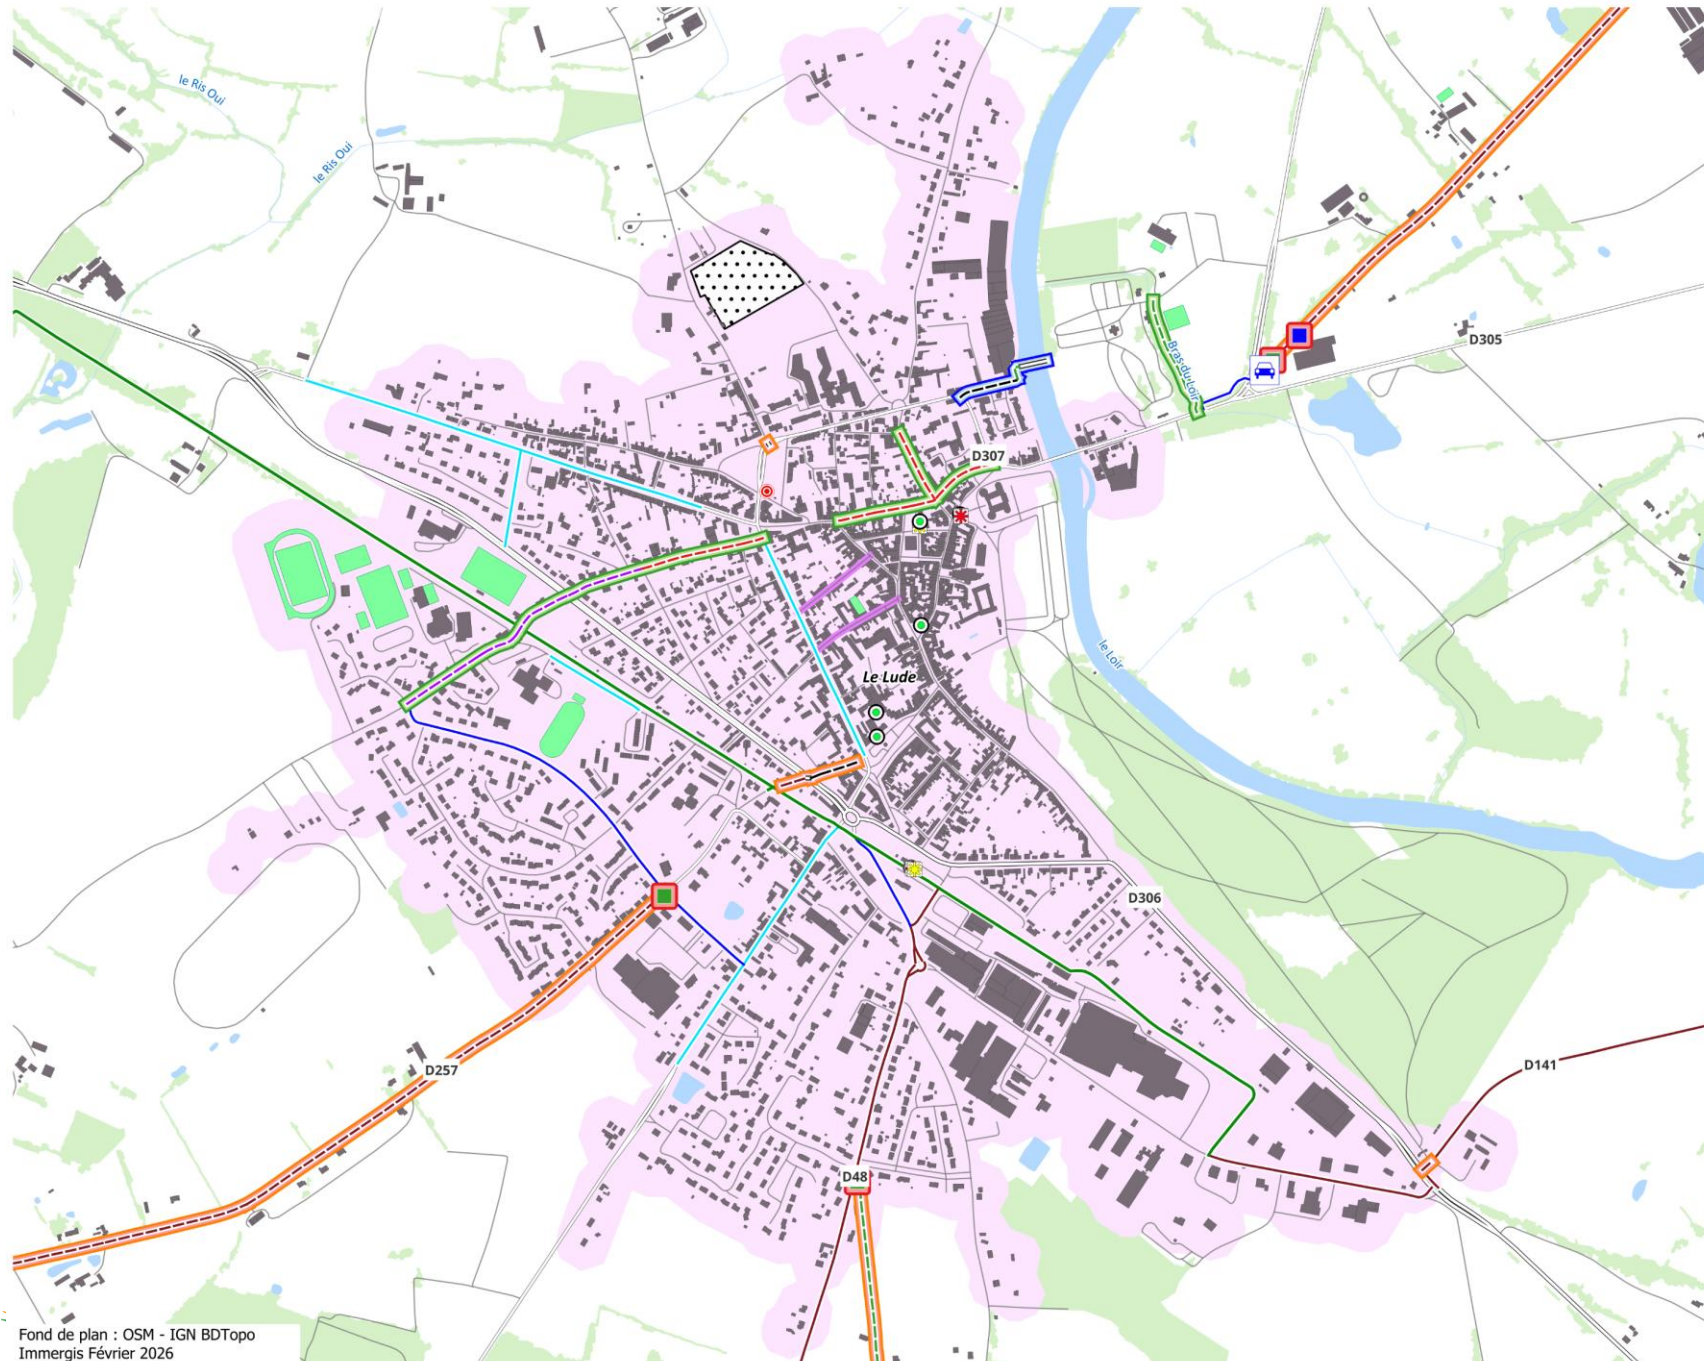 le Ris Oui
le Ris Oui
D305
Bras du Loir
D307
le Loir
Le Lude
D306
D257
D141
D48
Fond de plan : OSM - IGN BDTopo
Immergis Février 2026